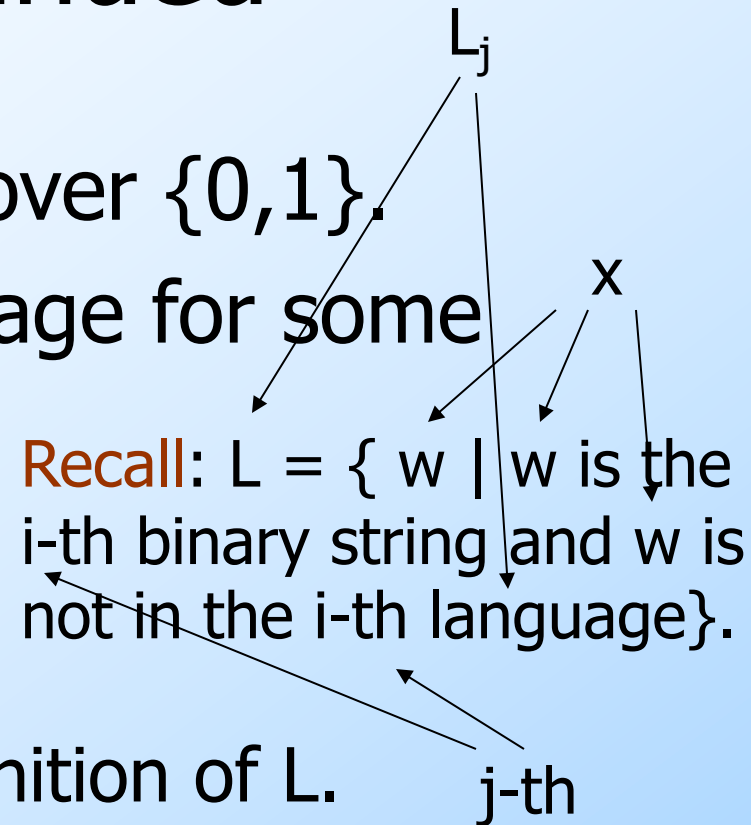 L_j
over {0,1}.
x
age for some
Recall: L = { w | w is the
i-th binary string and w is
not in the i-th language}.
nition of L.
j-th